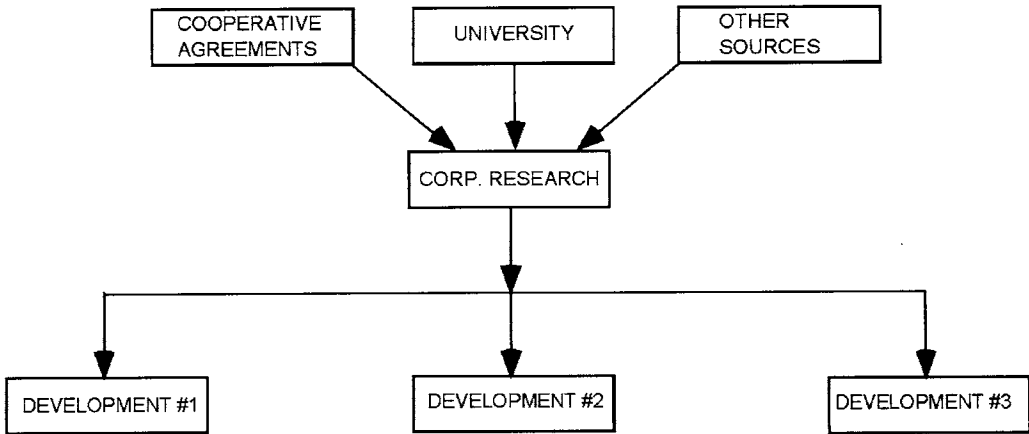 COOPERATIVE
AGREEMENTS
UNIVERSITY
OTHER
SOURCES
CORP. RESEARCH
DEVELOPMENT #1
DEVELOPMENT #2
DEVELOPMENT #3